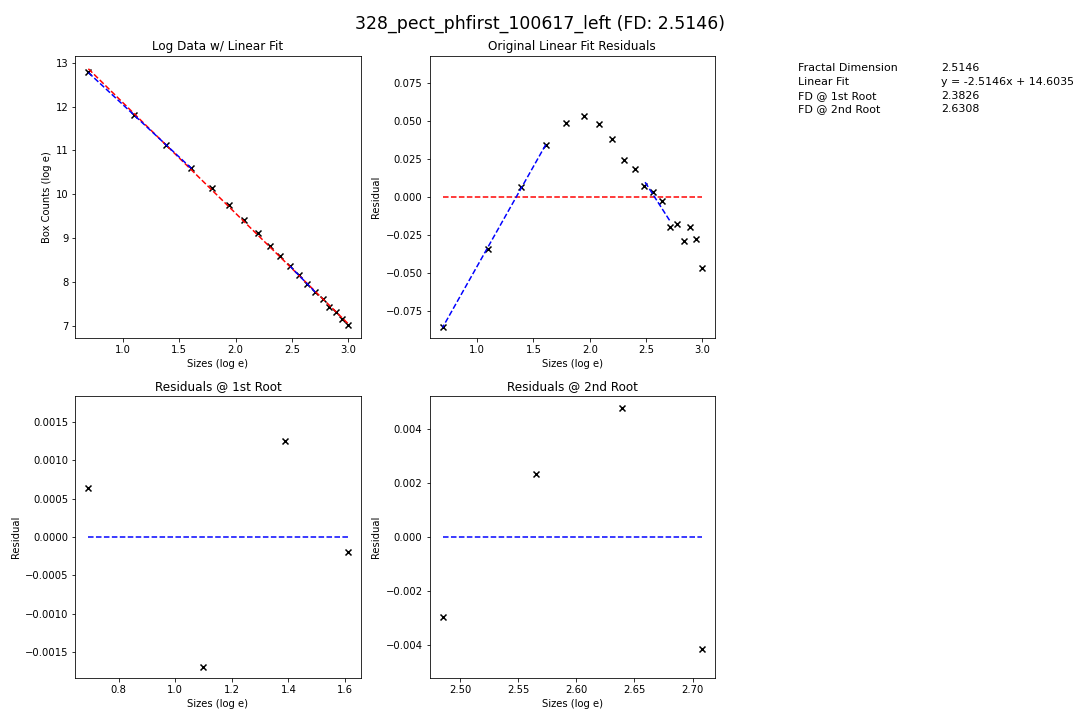 328_pect_phfirst_100617_left (FD: 2.5146)
Log Data w/ Linear Fit
13
12
11
10
9
8
7
Box Counts (log e)
1.0 1.5 2.0 2.5 3.0
Sizes (log e)
Original Linear Fit Residuals
0.075
0.050
0.025
0.000
−0.025
−0.050
−0.075
Residual
1.0 1.5 2.0 2.5 3.0
Sizes (log e)
Fractal Dimension 2.5146
Linear Fit y = -2.5146x + 14.6035
FD @ 1st Root 2.3826
FD @ 2nd Root 2.6308
Residuals @ 1st Root
0.0015
0.0010
0.0005
0.0000
−0.0005
−0.0010
−0.0015
Residual
0.8 1.0 1.2 1.4 1.6
Sizes (log e)
Residuals @ 2nd Root
0.004
0.002
0.000
−0.002
−0.004
Residual
2.50 2.55 2.60 2.65 2.70
Sizes (log e)